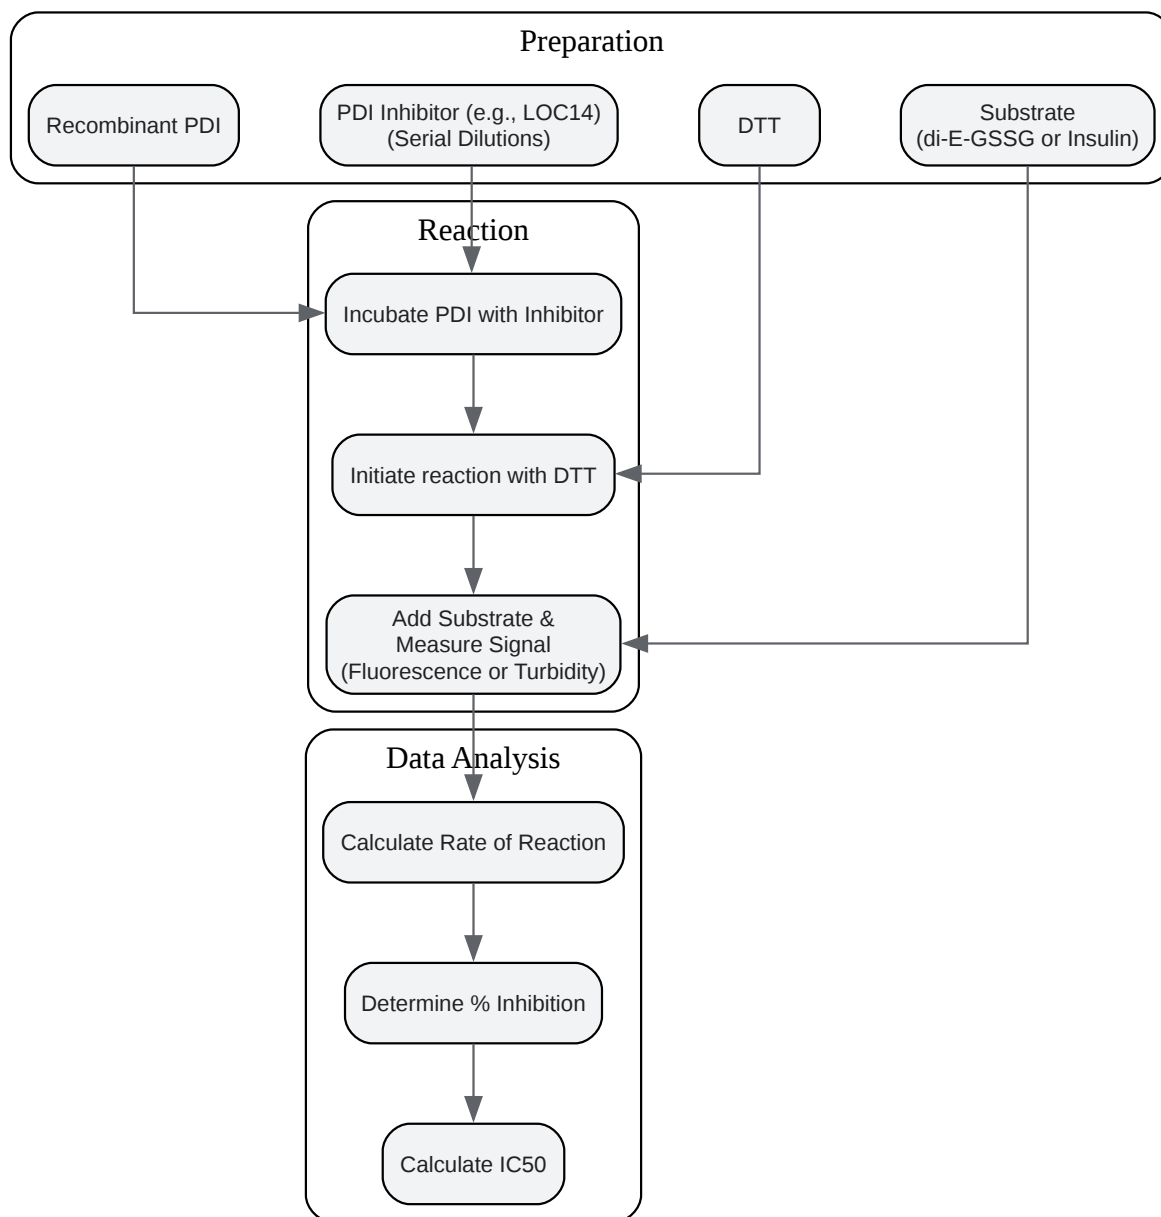 Preparation
Recombinant PDI
PDI Inhibitor (e.g., LOC14)
(Serial Dilutions)
DTT
Substrate
(di-E-GSSG or Insulin)
Reaction
Incubate PDI with Inhibitor
Initiate reaction with DTT
Add Substrate &
Measure Signal
(Fluorescence or Turbidity)
Data Analysis
Calculate Rate of Reaction
Determine % Inhibition
Calculate IC50